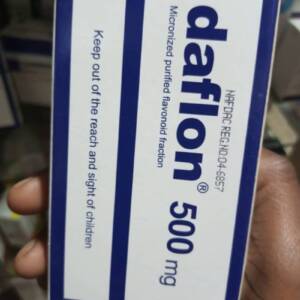 NAFDAC REG.NO:04-6857
daflon® 500 mg
Micronized purified flavonoid fraction
Keep out of the reach and sight of children